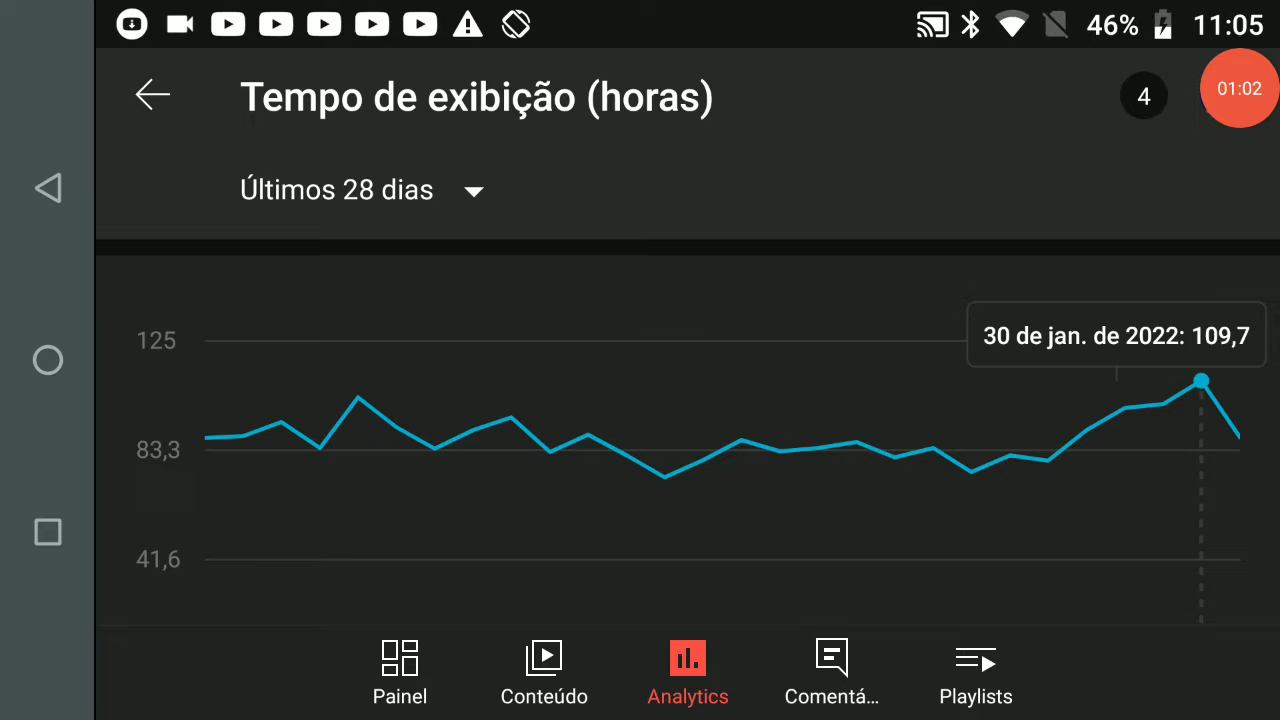 46% 11:05
Tempo de exibição (horas)
4
01:02
Últimos 28 dias
125
30 de jan. de 2022: 109,7
83,3
41,6
Painel
Conteúdo
Analytics
Comentá...
Playlists